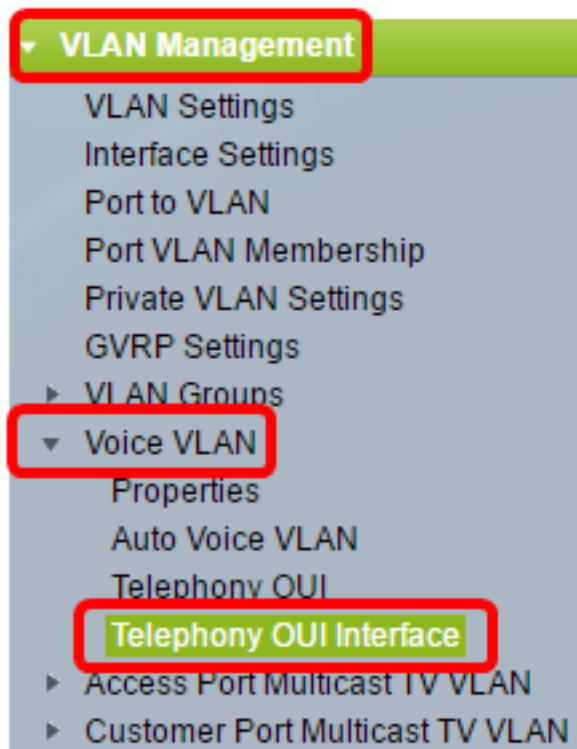 VLAN Management
VLAN Settings
Interface Settings
Port to VLAN
Port VLAN Membership
Private VLAN Settings
GVRP Settings
VLAN Groups
Voice VLAN
Properties
Auto Voice VLAN
Telephony OUI
Telephony OUI Interface
Access Port Multicast TV VLAN
Customer Port Multicast TV VLAN